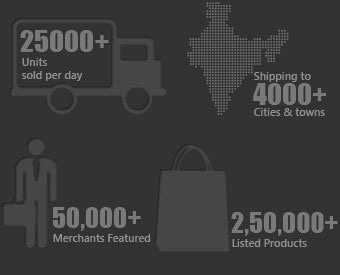 25000+
Units
sold per day
Shipping to
4000+
Cities & towns
50,000+
Merchants Featured
2,50,000+
Listed Products